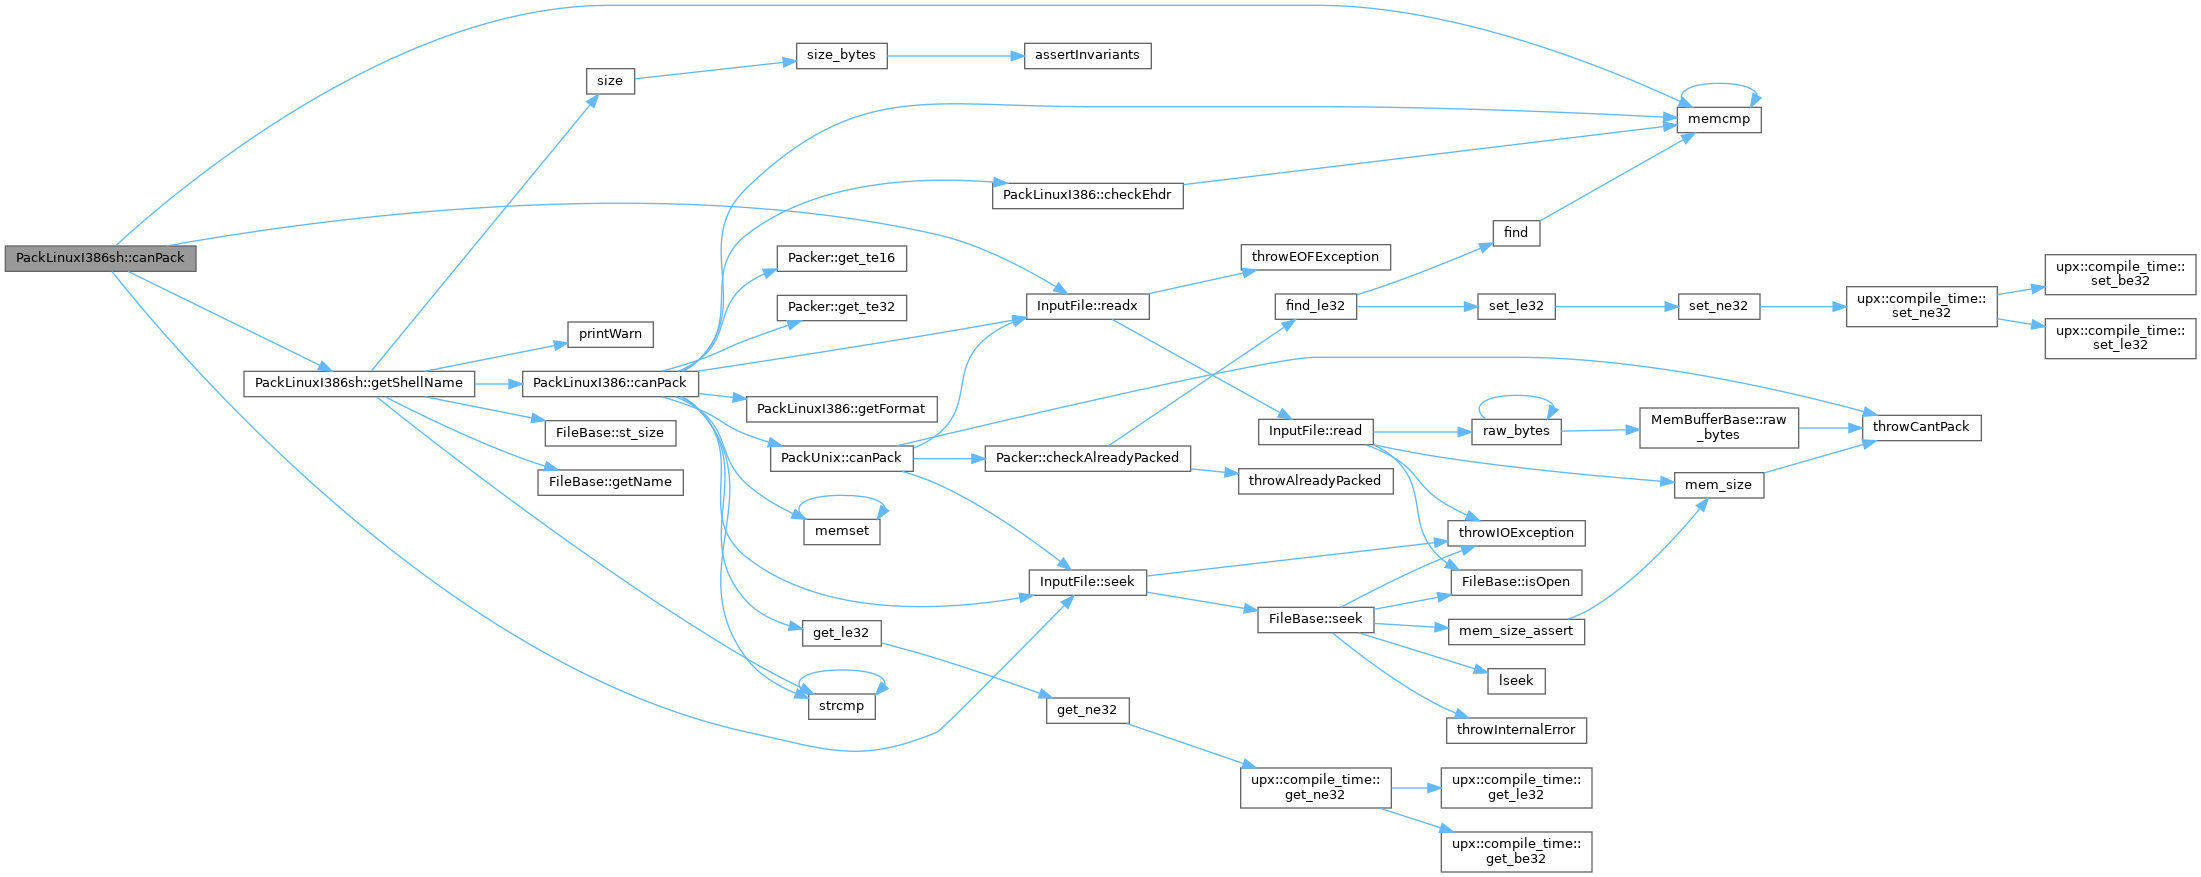 PackLinuxI386sh::canPack
PackLinuxI386sh::getShellName
size
printWarn
PackLinuxI386::canPack
FileBase::st_size
FileBase::getName
size_bytes
Packer::get_te16
Packer::get_te32
PackLinuxI386::getFormat
PackUnix::canPack
memset
get_le32
strcmp
assertInvariants
PackLinuxI386::checkEhdr
InputFile::readx
Packer::checkAlreadyPacked
InputFile::seek
get_ne32
throwEOFException
find_le32
InputFile::read
throwAlreadyPacked
FileBase::seek
upx::compile_time::
get_ne32
find
set_le32
raw_bytes
throwIOException
FileBase::isOpen
mem_size_assert
lseek
throwInternalError
upx::compile_time::
get_le32
upx::compile_time::
get_be32
memcmp
set_ne32
MemBufferBase::raw
_bytes
mem_size
upx::compile_time::
set_ne32
throwCantPack
upx::compile_time::
set_be32
upx::compile_time::
set_le32